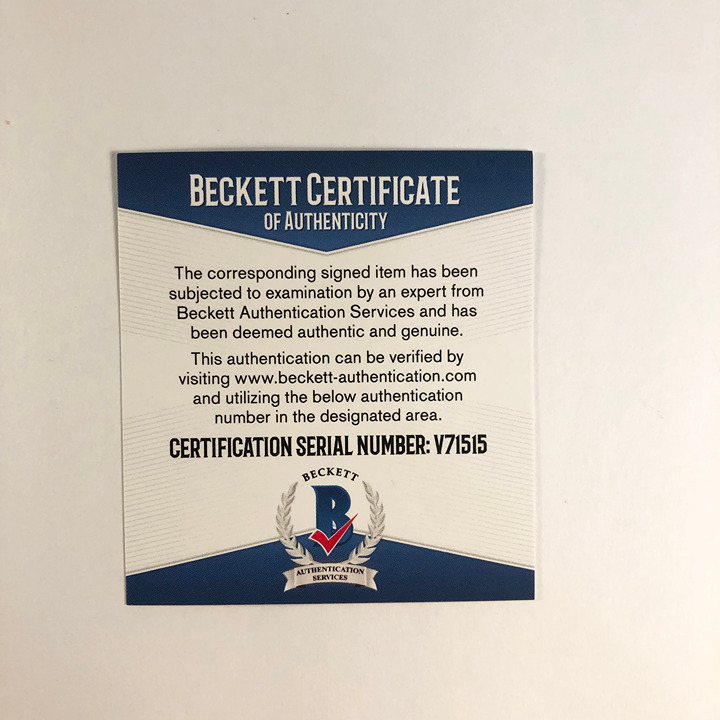 BECKETT CERTIFICATE
OF AUTHENTICITY
The corresponding signed item has been
subjected to examination by an expert from
Beckett Authentication Services and has
been deemed authentic and genuine.
This authentication can be verified by
visiting www.beckett-authentication.com
and utilizing the below authentication
number in the designated area.
CERTIFICATION SERIAL NUMBER: V71515
BECKETT
B
AUTHENTICATION
SERVICES